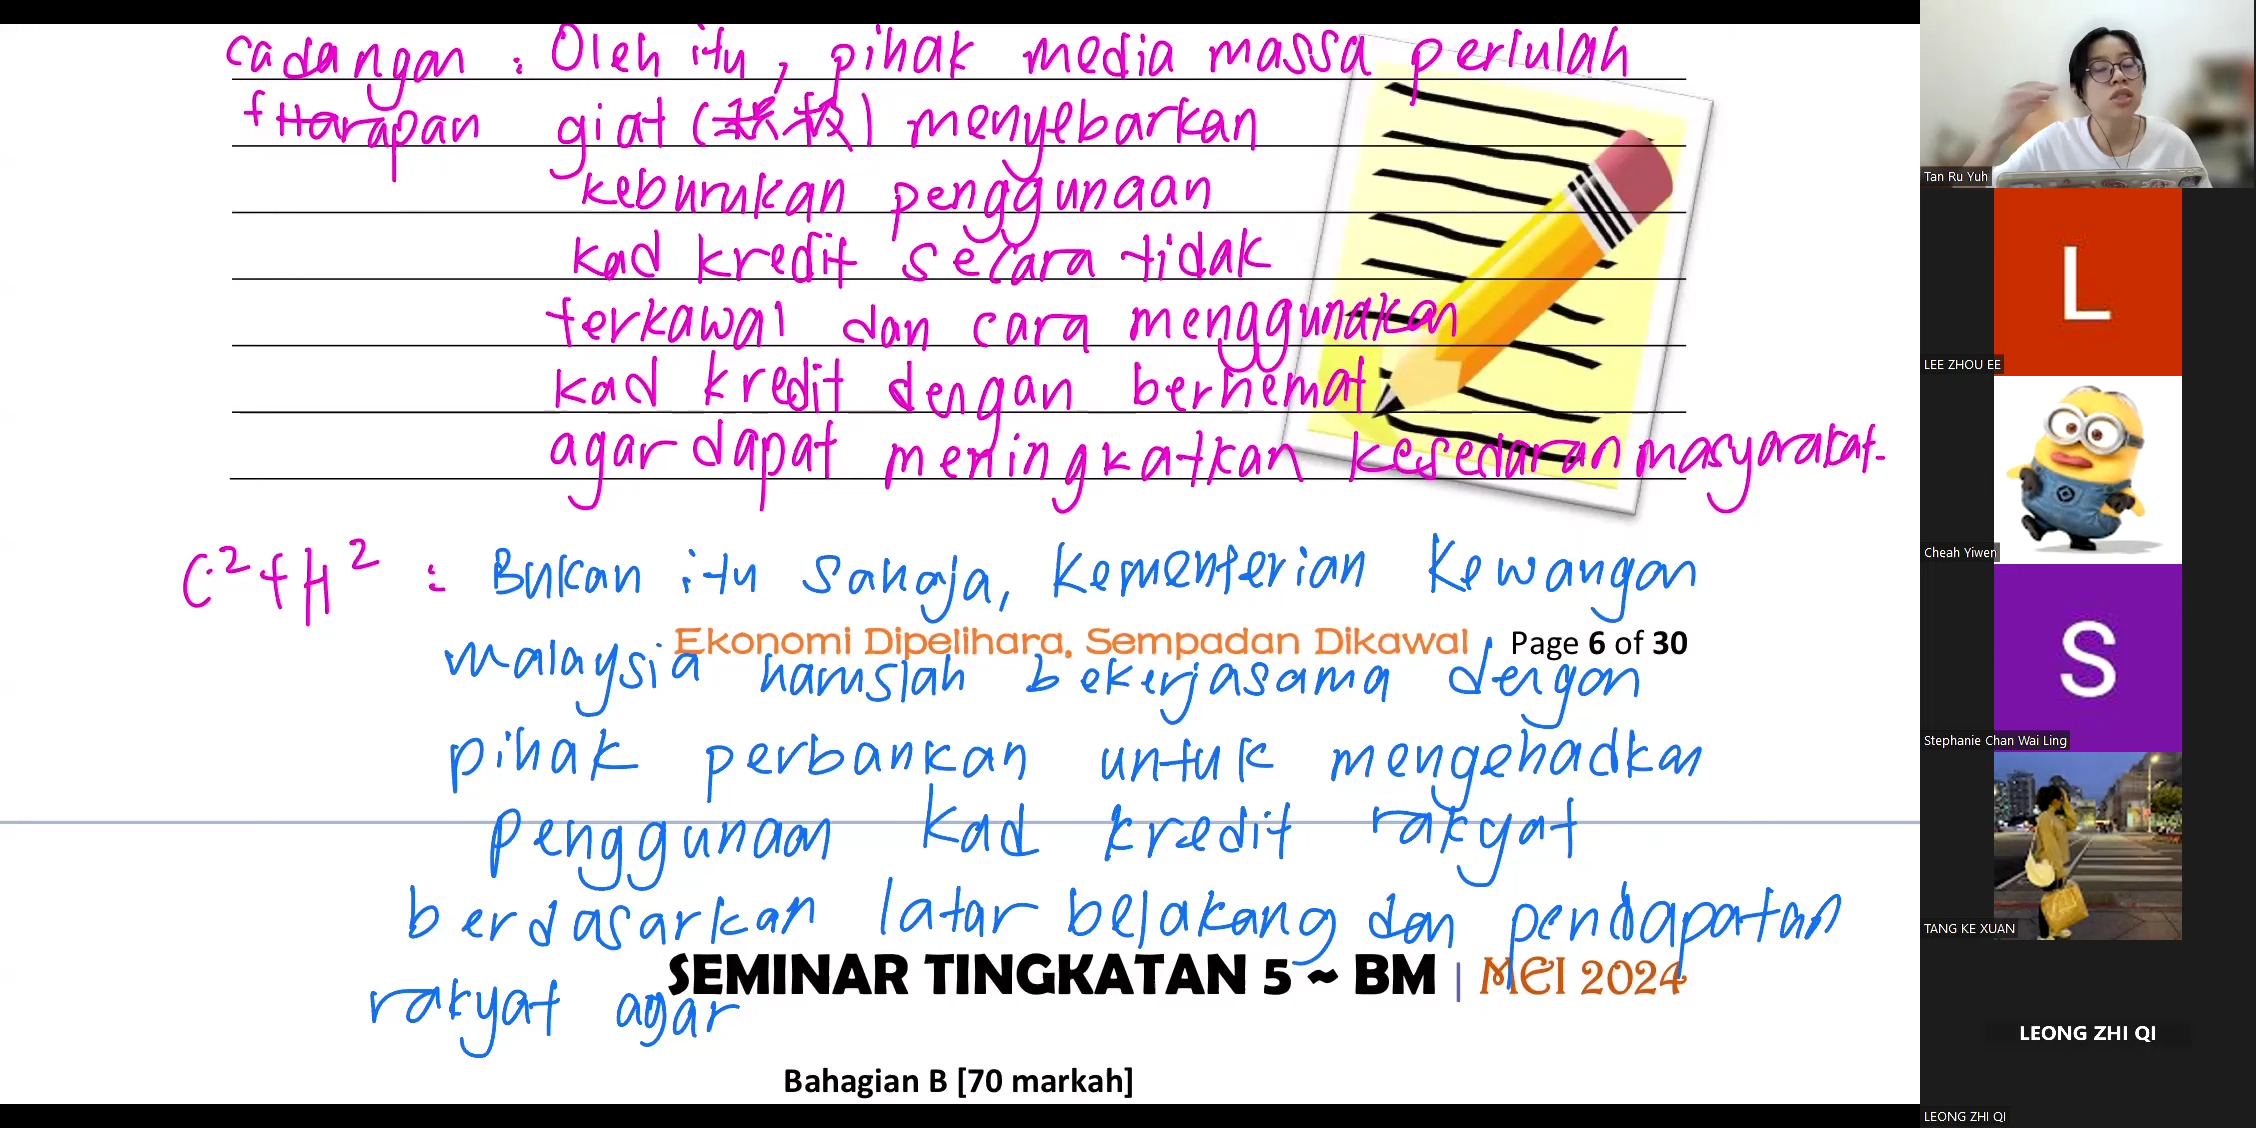 cadangan : Oleh itu, pihak media massa perlulah
+ Harapan giat (积极) menyebarkan
keburukan penggunaan
kad kredit secara tidak
terkawal dan cara menggunakan
kad kredit dengan berhemat
agar dapat meningkatkan kesedaran masyarakat.
C² + H² : Bukan itu sahaja, Kementerian Kewangan
Ekonomi Dipelihara, Sempadan Dikawal Page 6 of 30
Malaysia haruslah bekerjasama dengan
pihak perbankan untuk mengehadkan
penggunaan kad kredit rakyat
berdasarkan latar belakang dan pendapatan
SEMINAR TINGKATAN 5 ~ BM | MEI 2024
rakyat agar
Bahagian B [70 markah]
Tan Ru Yuh
L
LEE ZHOU EE
Cheah Yiwen
S
Stephanie Chan Wai Ling
TANG KE XUAN
LEONG ZHI QI
LEONG ZHI QI